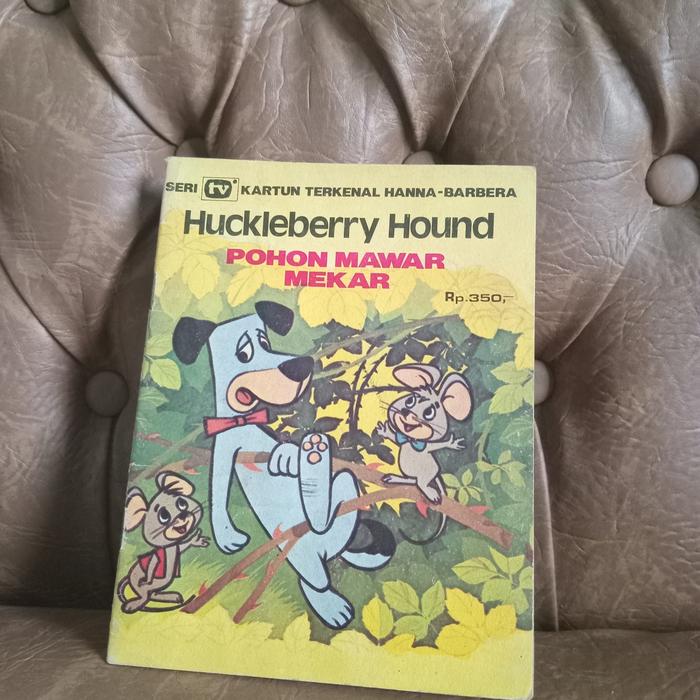 SERI tv KARTUN TERKENAL HANNA-BARBERA
Huckleberry Hound
POHON MAWAR
MEKAR
Rp.350,-